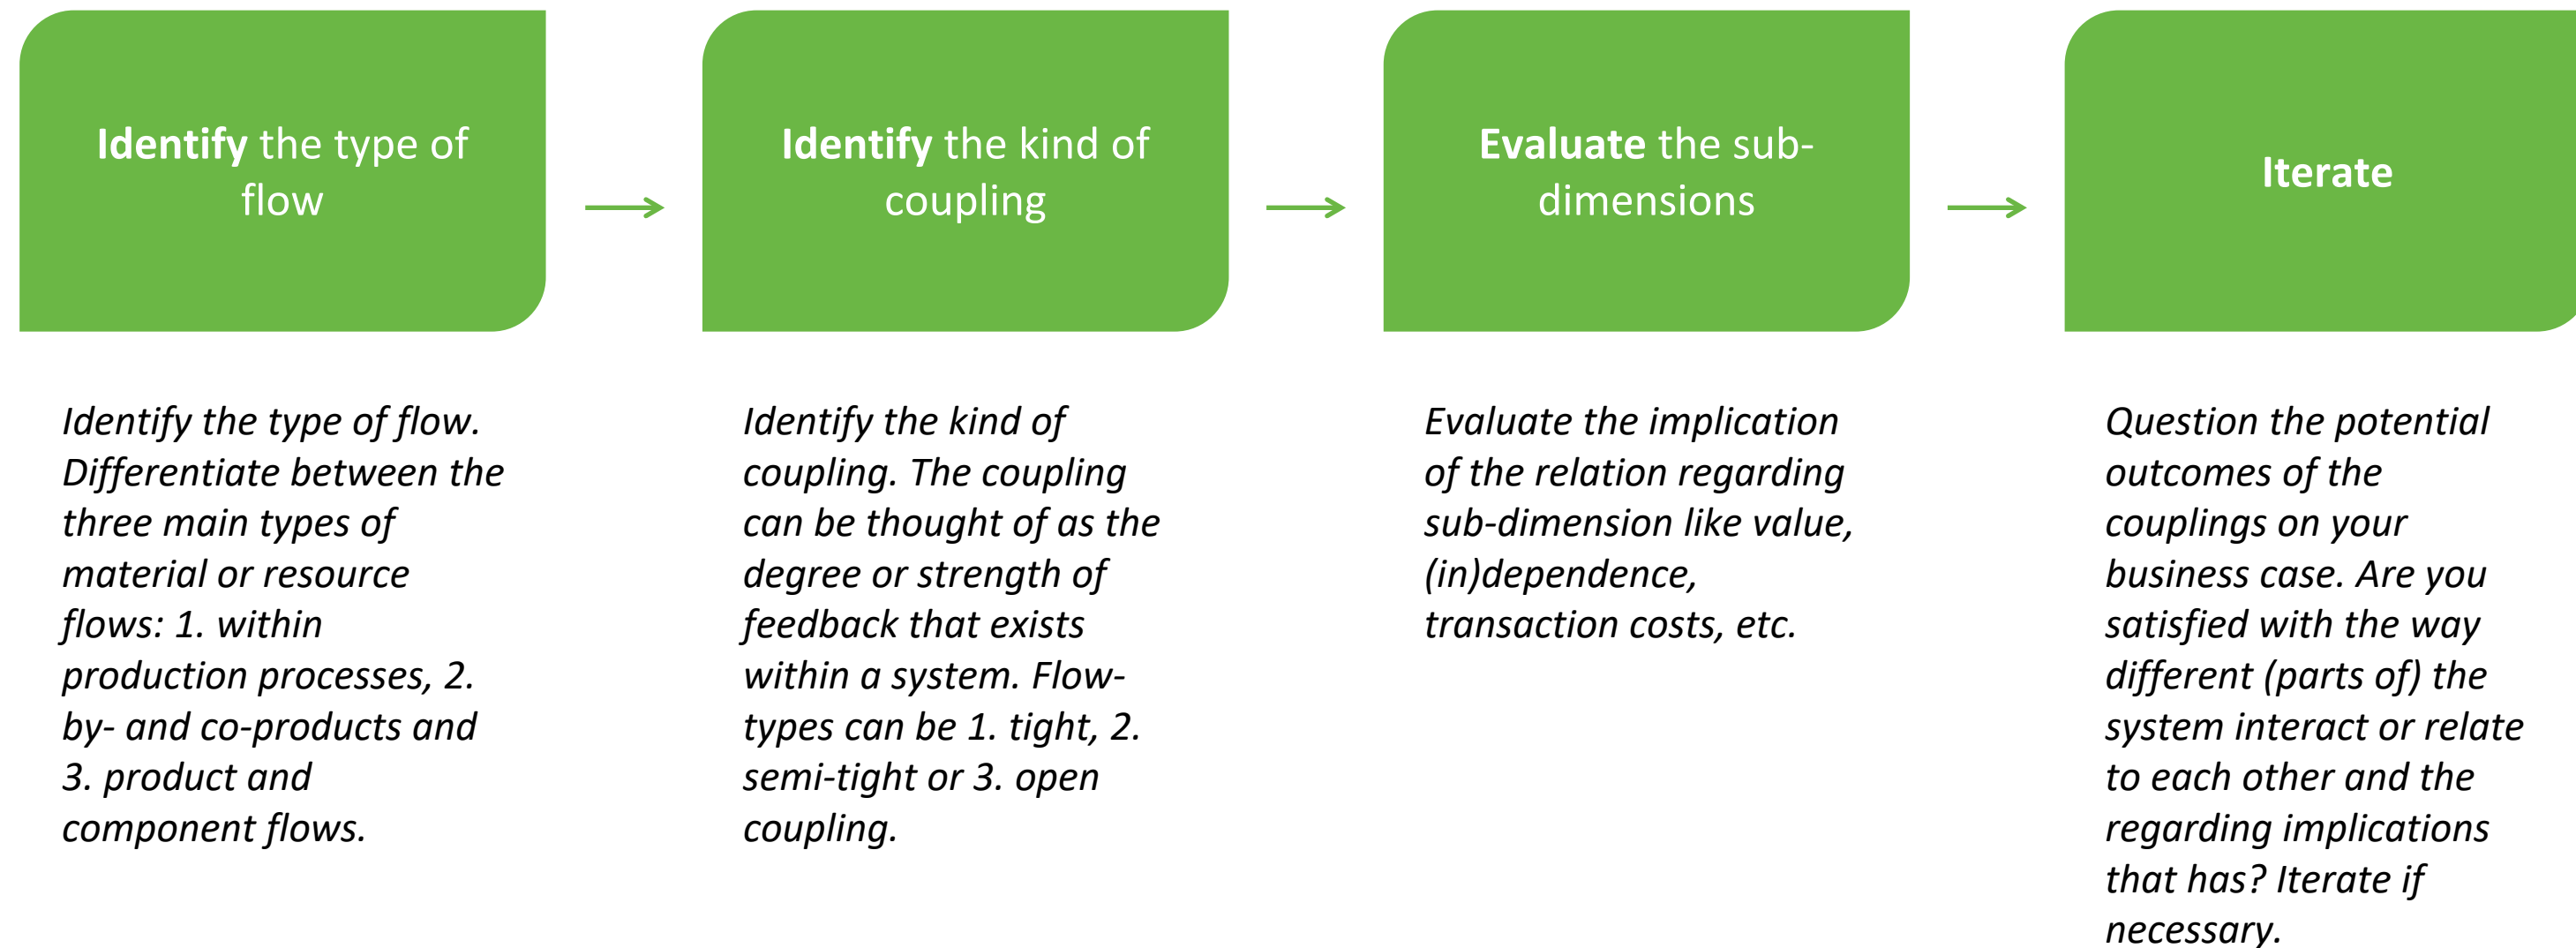 Identify the type of
flow
Identify the kind of
coupling
Evaluate the sub-
dimensions
Iterate
Identify the type of flow.
Differentiate between the
three main types of
material or resource
flows: 1. within
production processes, 2.
by- and co-products and
3. product and
component flows.
Identify the kind of
coupling. The coupling
can be thought of as the
degree or strength of
feedback that exists
within a system. Flow-
types can be 1. tight, 2.
semi-tight or 3. open
coupling.
Evaluate the implication
of the relation regarding
sub-dimension like value,
(in)dependence,
transaction costs, etc.
Question the potential
outcomes of the
couplings on your
business case. Are you
satisfied with the way
different (parts of) the
system interact or relate
to each other and the
regarding implications
that has? Iterate if
necessary.